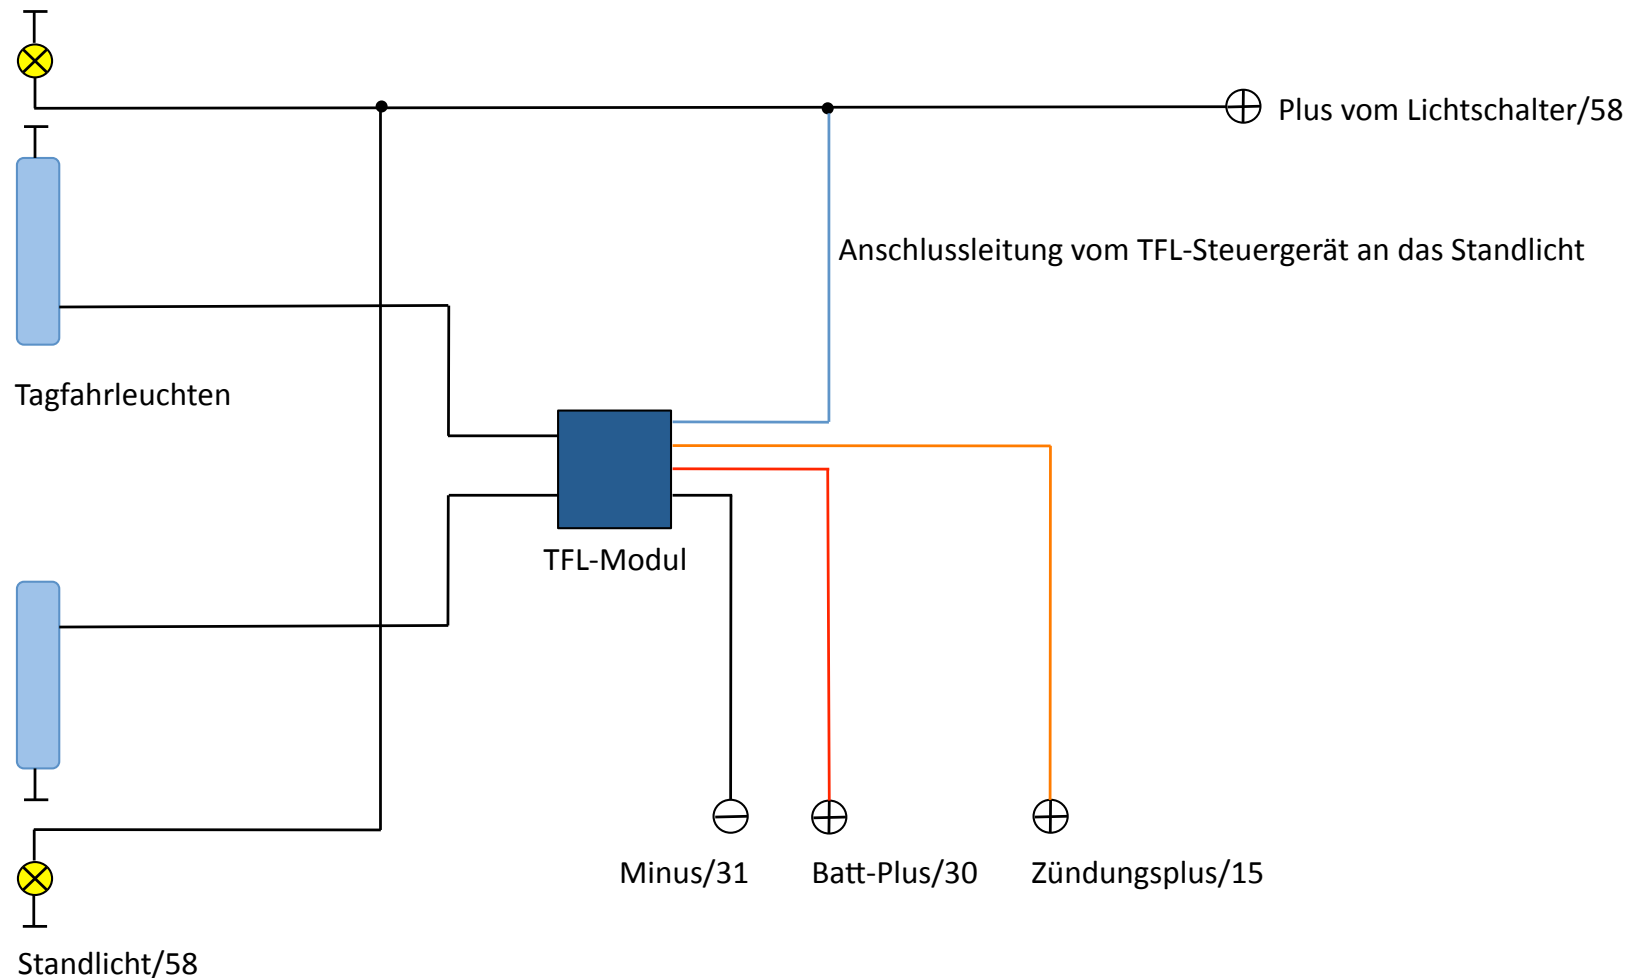 Plus vom Lichtschalter/58
Anschlussleitung vom TFL-Steuergerät an das Standlicht
Tagfahrleuchten
TFL-Modul
Minus/31
Batt-Plus/30
Zündungsplus/15
Standlicht/58